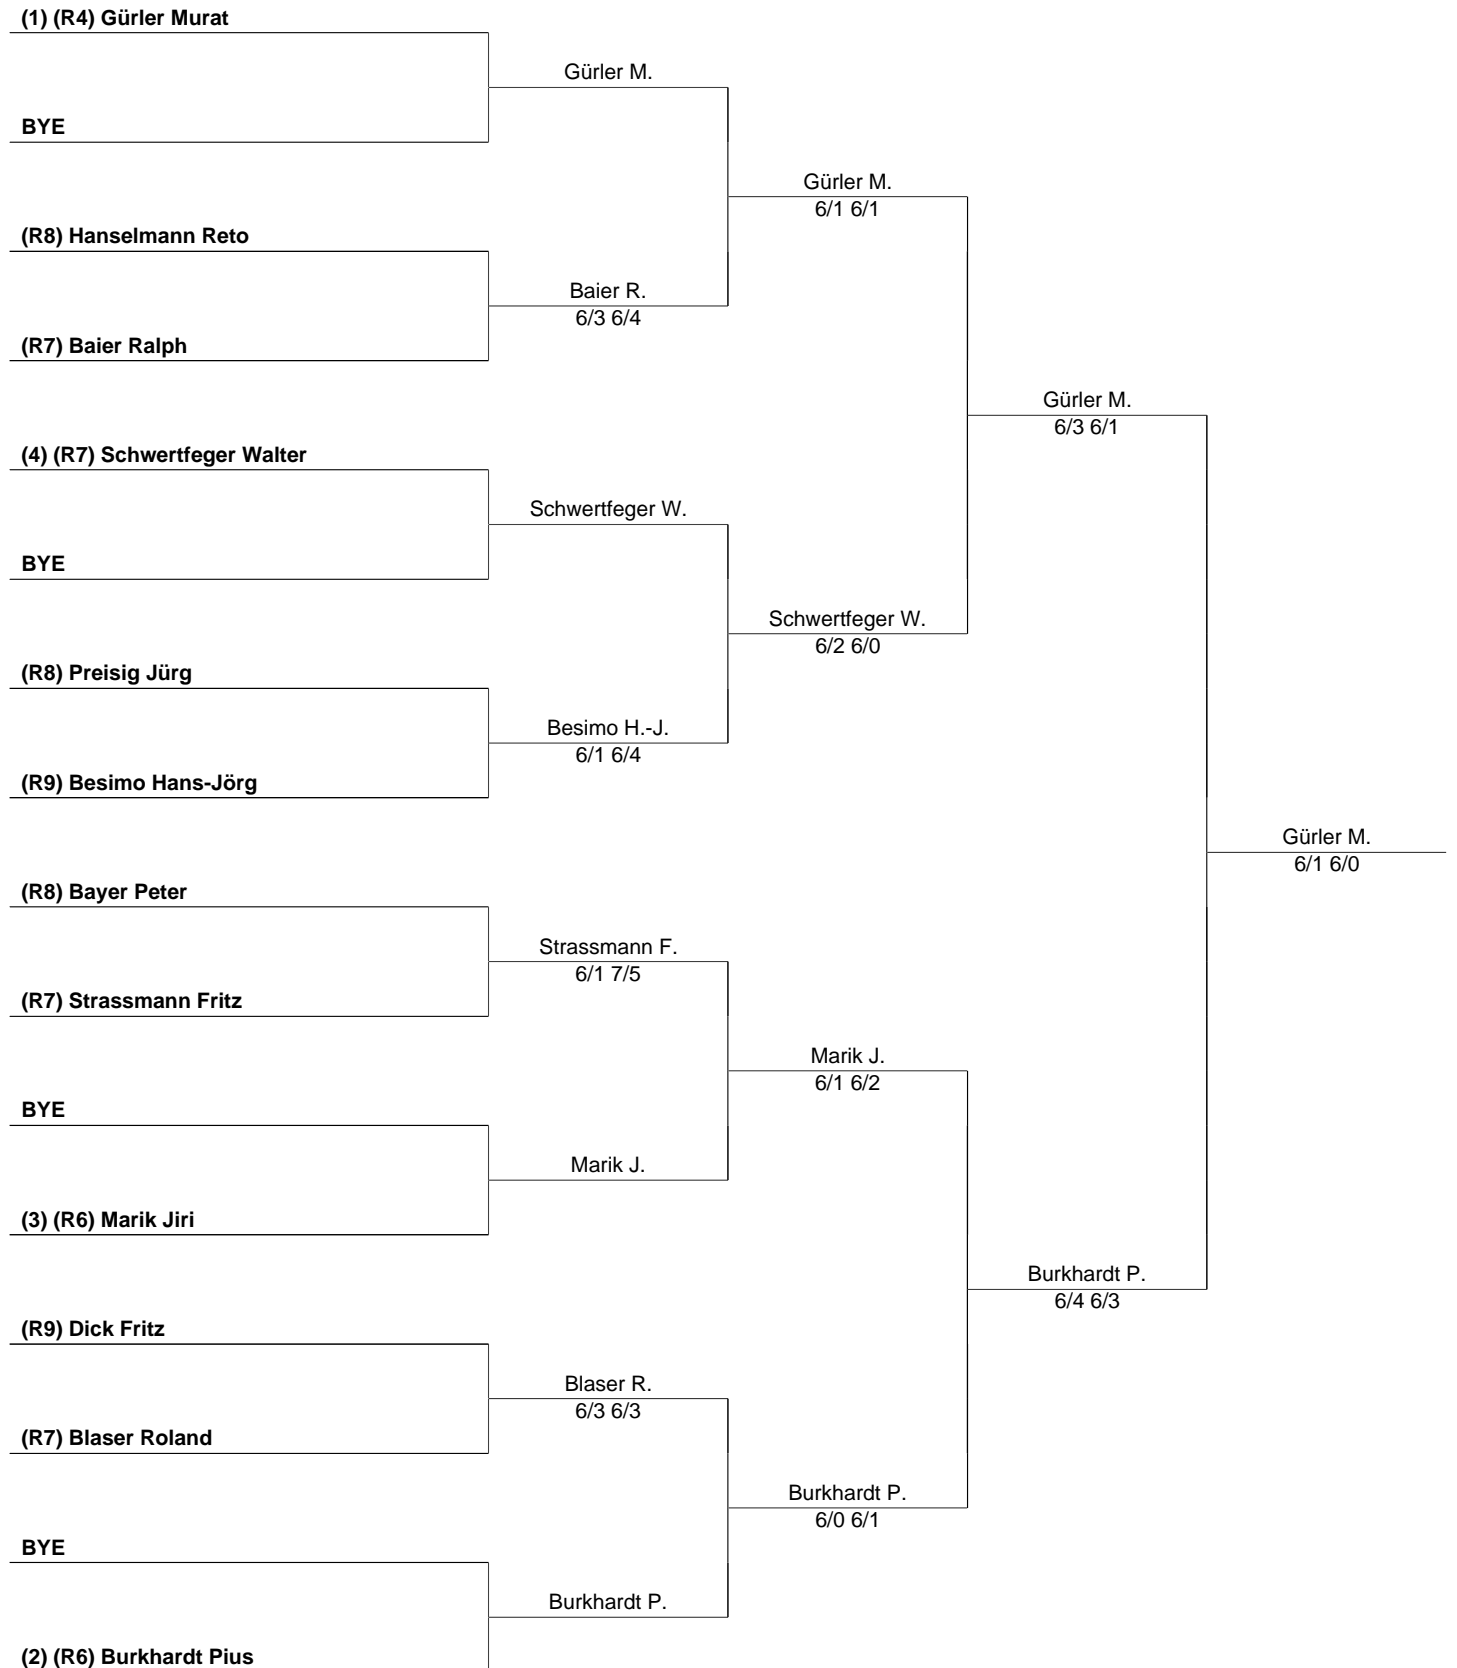 (1) (R4) Gürler Murat
Gürler M.
BYE
Gürler M.
6/1 6/1
(R8) Hanselmann Reto
Baier R.
6/3 6/4
(R7) Baier Ralph
Gürler M.
6/3 6/1
(4) (R7) Schwertfeger Walter
Schwertfeger W.
BYE
Schwertfeger W.
6/2 6/0
(R8) Preisig Jürg
Besimo H.-J.
6/1 6/4
(R9) Besimo Hans-Jörg
Gürler M.
6/1 6/0
(R8) Bayer Peter
Strassmann F.
6/1 7/5
(R7) Strassmann Fritz
Marik J.
6/1 6/2
BYE
Marik J.
(3) (R6) Marik Jiri
Burkhardt P.
6/4 6/3
(R9) Dick Fritz
Blaser R.
6/3 6/3
(R7) Blaser Roland
Burkhardt P.
6/0 6/1
BYE
Burkhardt P.
(2) (R6) Burkhardt Pius